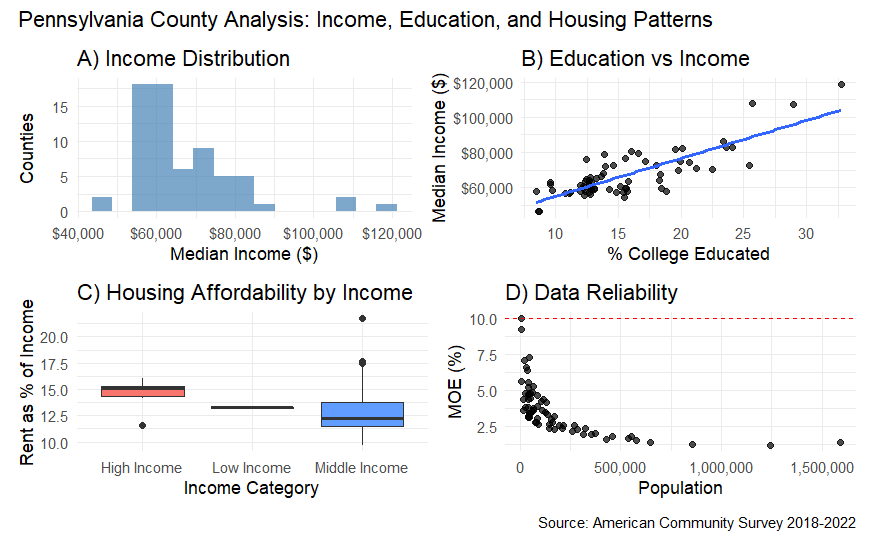 Pennsylvania County Analysis: Income, Education, and Housing Patterns
A) Income Distribution
Counties
15
10
5
0
$40,000 $60,000 $80,000 $100,000 $120,000
Median Income ($)
B) Education vs Income
Median Income ($)
$120,000
$100,000
$80,000
$60,000
10 15 20 25 30
% College Educated
C) Housing Affordability by Income
Rent as % of Income
20.0
17.5
15.0
12.5
10.0
High Income Low Income Middle Income
Income Category
D) Data Reliability
MOE (%)
10.0
7.5
5.0
2.5
0 500,000 1,000,000 1,500,000
Population
Source: American Community Survey 2018-2022